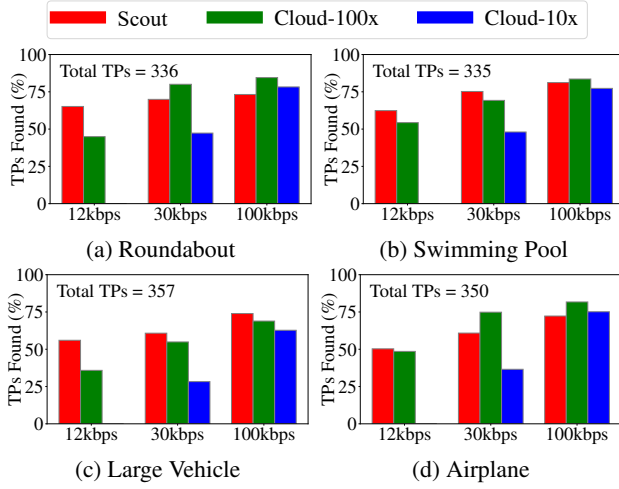 Scout Cloud-100x Cloud-10x
TPs Found (%)
100
75
50
25
0
Total TPs = 336
12kbps 30kbps 100kbps
(a) Roundabout
TPs Found (%)
100
75
50
25
0
Total TPs = 335
12kbps 30kbps 100kbps
(b) Swimming Pool
TPs Found (%)
100
75
50
25
0
Total TPs = 357
12kbps 30kbps 100kbps
(c) Large Vehicle
TPs Found (%)
100
75
50
25
0
Total TPs = 350
12kbps 30kbps 100kbps
(d) Airplane